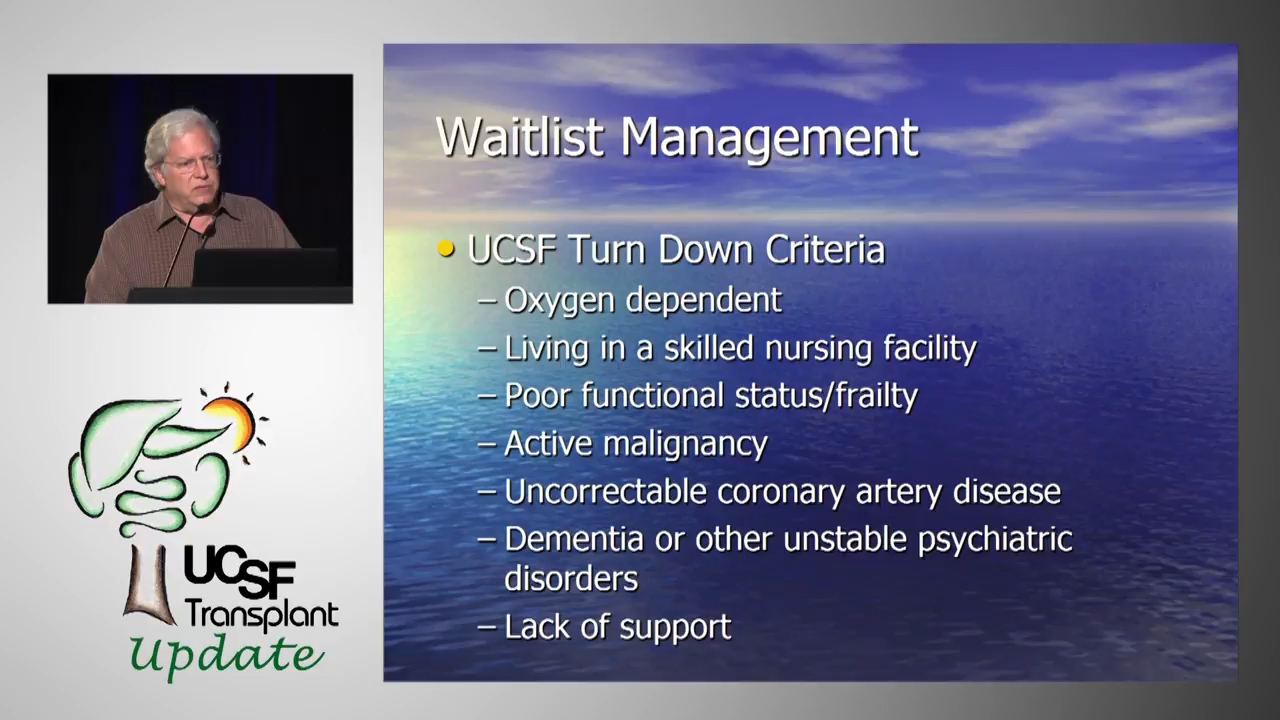 Waitlist Management
• UCSF Turn Down Criteria
– Oxygen dependent
– Living in a skilled nursing facility
– Poor functional status/frailty
– Active malignancy
– Uncorrectable coronary artery disease
– Dementia or other unstable psychiatric
disorders
– Lack of support
UCSF
Transplant
Update